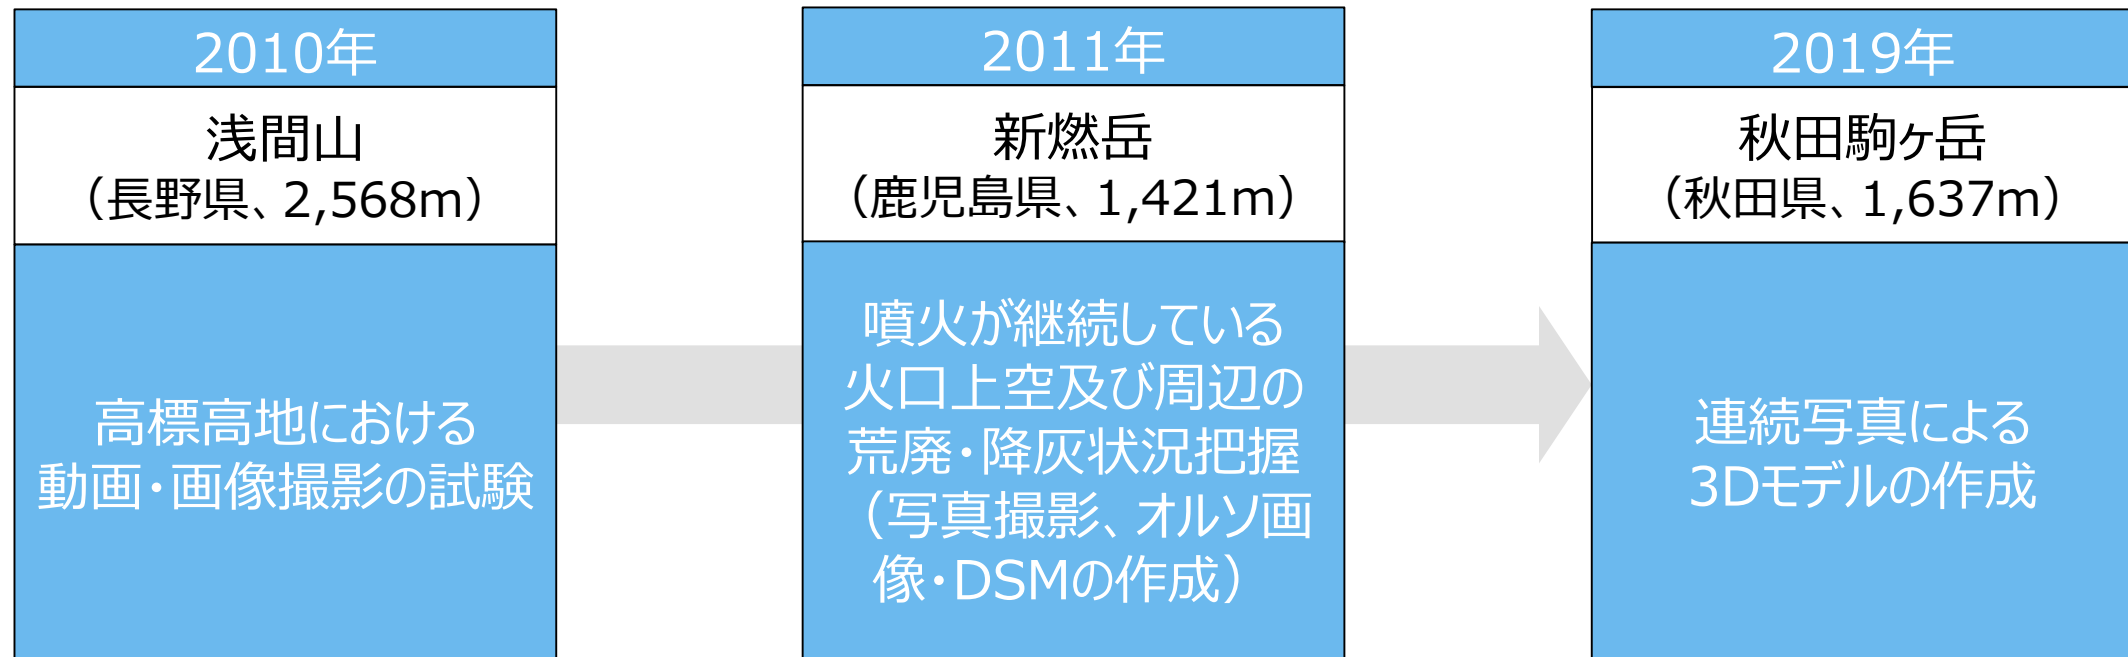 2010年
浅間山
（長野県、2,568m）
高標高地における
動画・画像撮影の試験
2011年
新燃岳
（鹿児島県、1,421m）
噴火が継続している
火口上空及び周辺の
荒廃・降灰状況把握
（写真撮影、オルソ画
像・DSMの作成）
2019年
秋田駒ヶ岳
（秋田県、1,637m）
連続写真による
3Dモデルの作成